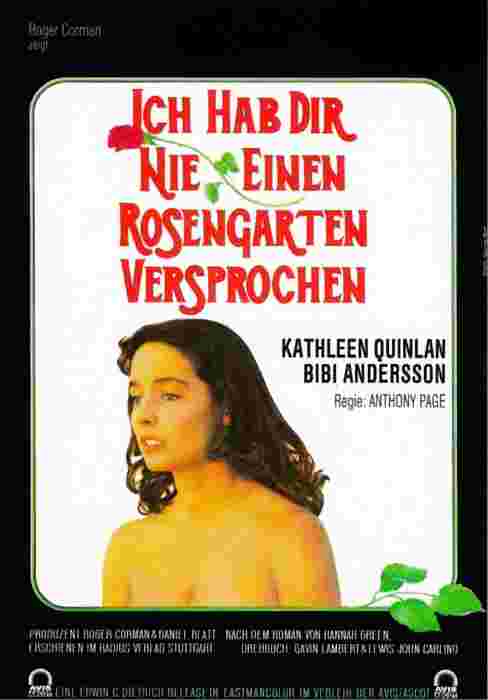 Roger Corman
zeigt
ICH HAB DIR
NIE EINEN
ROSENGARTEN
VERSPROCHEN
KATHLEEN QUINLAN
BIBI ANDERSSON
Regie: ANTHONY PAGE
PRODUZENT ROGER CORMAN & DANIEL BLATT NACH DEM ROMAN VON HANNAH GREEN,
ERSCHIENEN IM RADIUS VERLAG STUTTGART DREHBUCH: GAVIN LAMBERT & LEWIS JOHN CARLINO
EINE ERWIN C. DIETRICH RELEASE IN EASTMANCOLOR IM VERLEIH DER AVIS/ASCOT